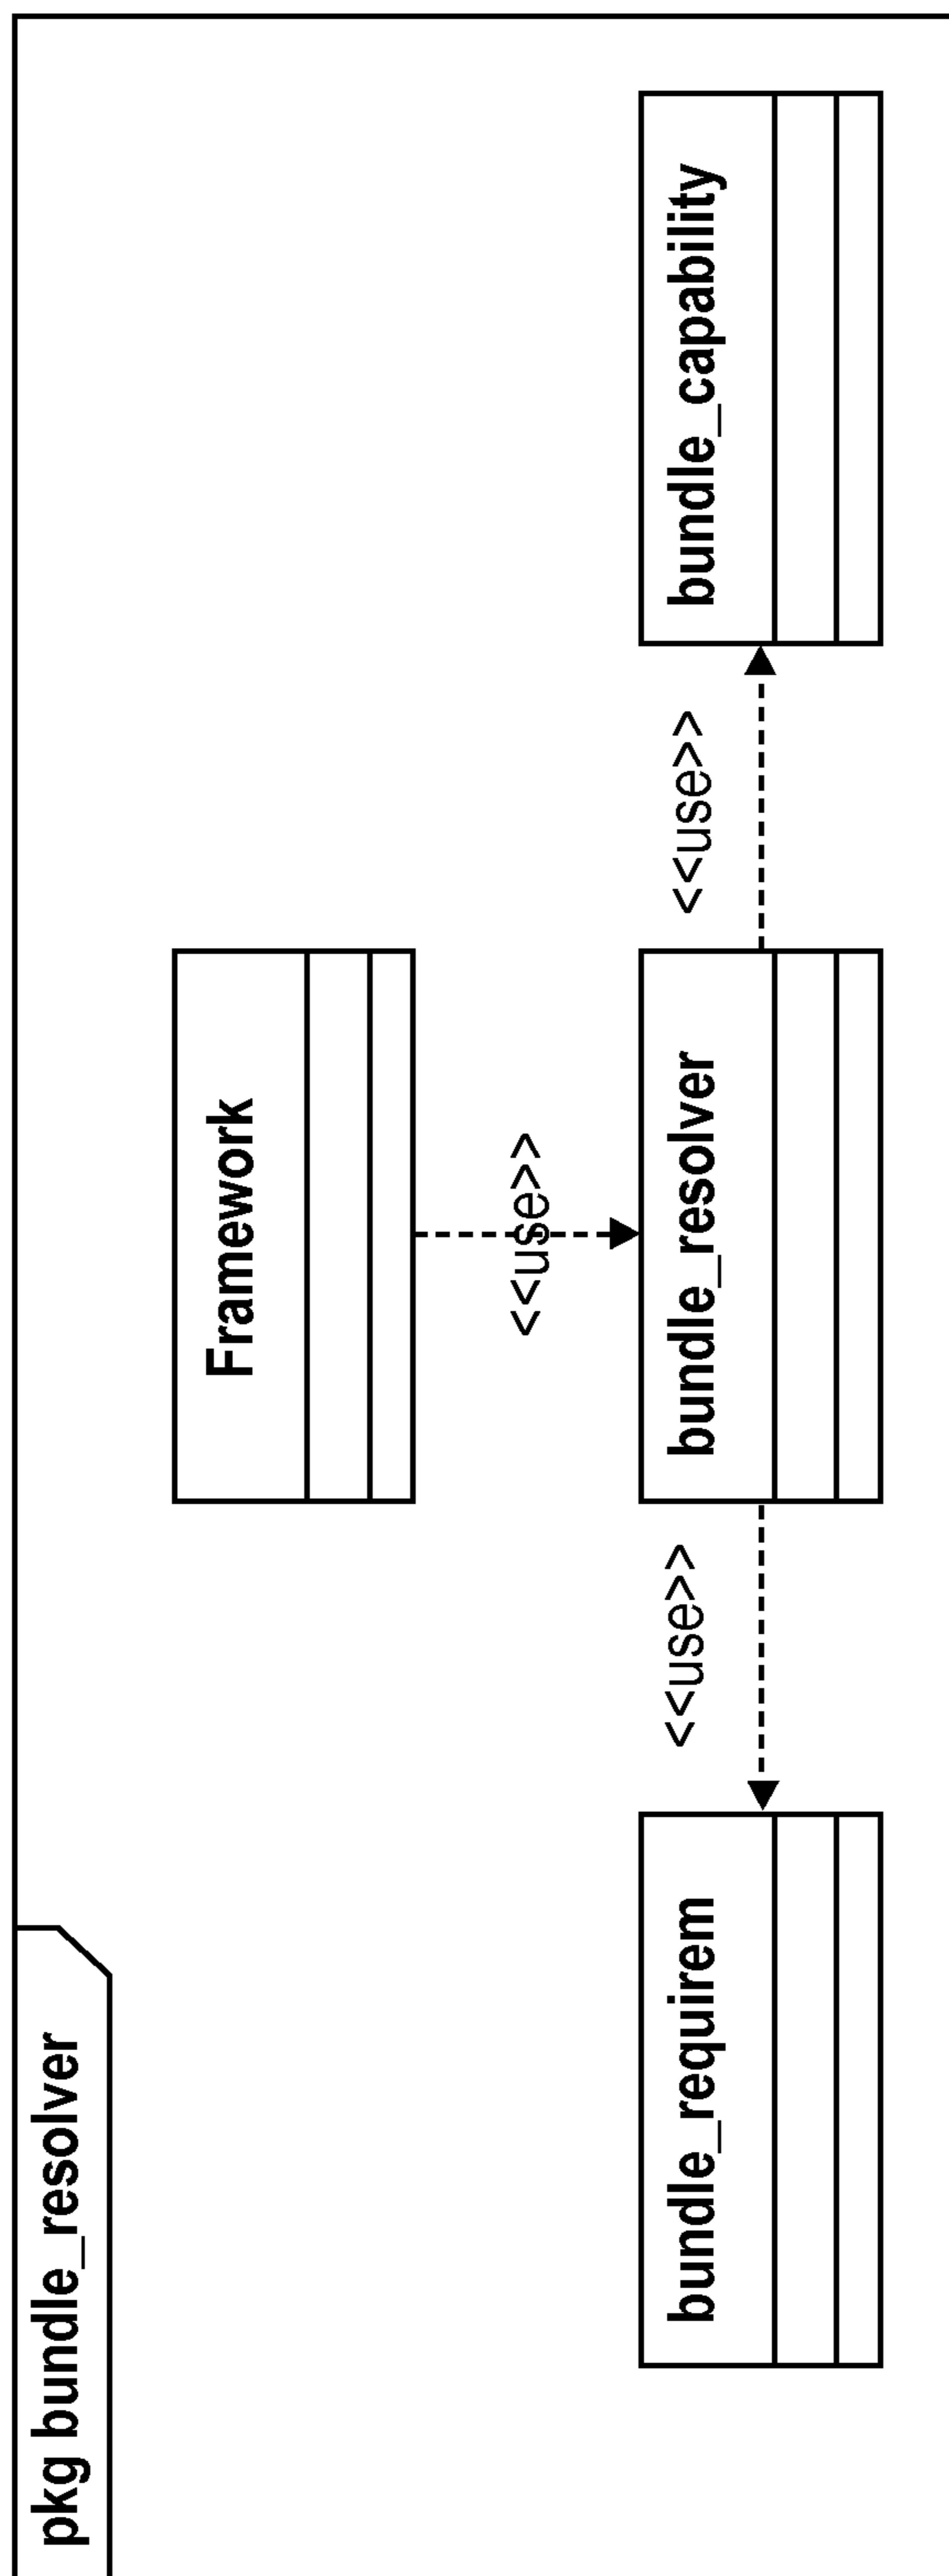 pkg bundle_resolver
Framework
<<use>>
bundle_requirem
<<use>>
bundle_resolver
<<use>>
bundle_capability